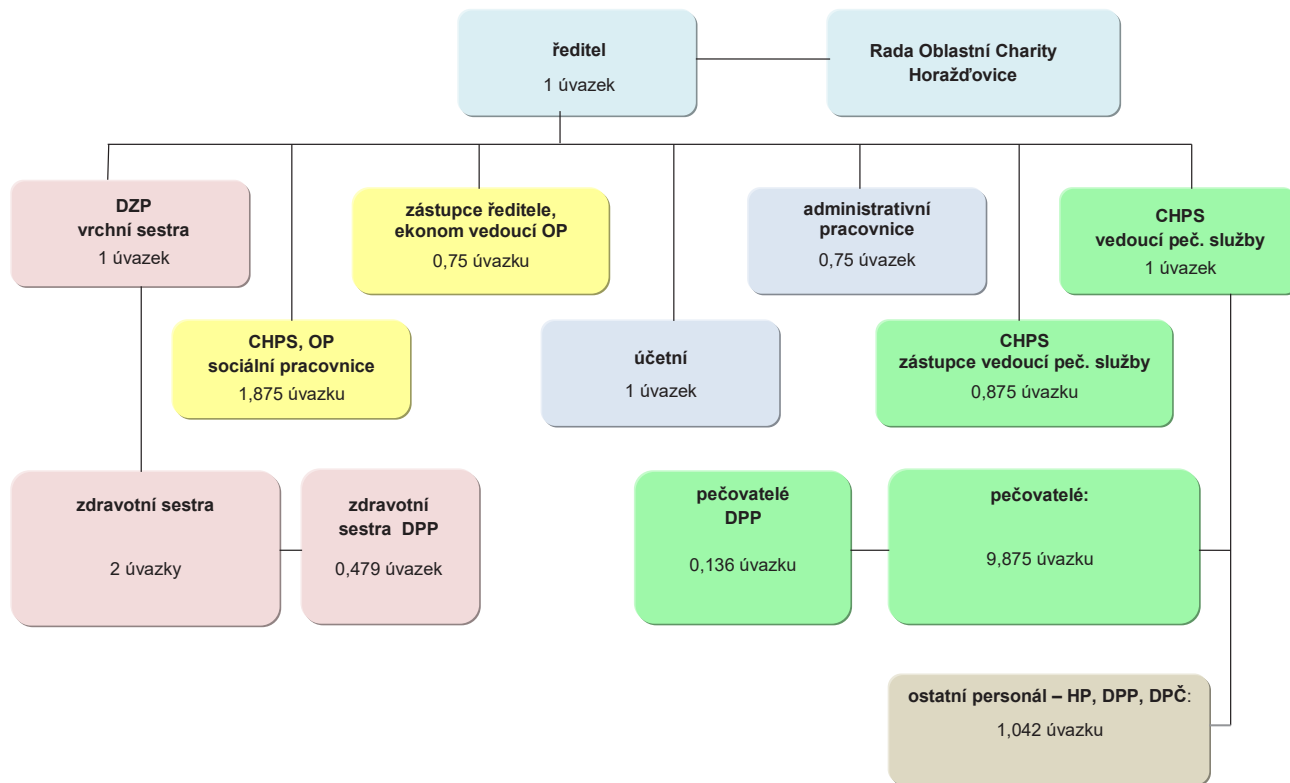 ředitel
1 úvazek
Rada Oblastní Charity
Horažďovice
DZP
vrchní sestra
1 úvazek
zástupce ředitele,
ekonom vedoucí OP
0,75 úvazku
administrativní
pracovnice
0,75 úvazek
CHPS
vedoucí peč. služby
1 úvazek
CHPS, OP
sociální pracovnice
1,875 úvazku
účetní
1 úvazek
CHPS
zástupce vedoucí peč. služby
0,875 úvazku
zdravotní sestra
2 úvazky
zdravotní
sestra DPP
0,479 úvazek
pečovatelé
DPP
0,136 úvazku
pečovatelé:
9,875 úvazku
ostatní personál – HP, DPP, DPČ:
1,042 úvazku